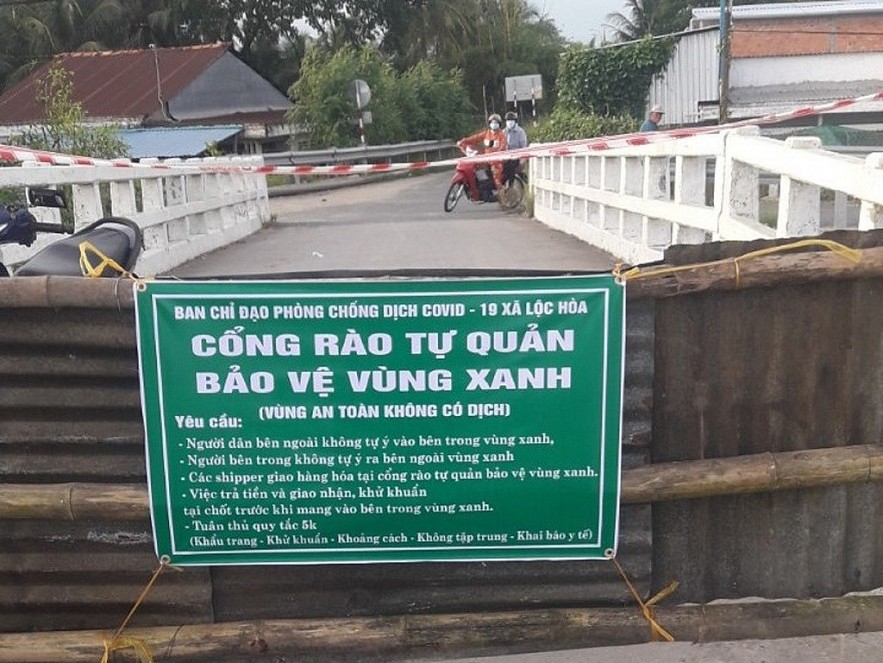 BAN CHỈ ĐẠO PHÒNG CHỐNG DỊCH COVID - 19 XÃ LỘC HÒA
CỔNG RÀO TỰ QUẢN
BẢO VỆ VÙNG XANH
(VÙNG AN TOÀN KHÔNG CÓ DỊCH)
Yêu cầu:
- Người dân bên ngoài không tự ý vào bên trong vùng xanh,
- Người bên trong không tự ý ra bên ngoài vùng xanh
- Các shipper giao hàng hóa tại cổng rào tự quản bảo vệ vùng xanh.
- Việc trả tiền và giao nhận, khử khuẩn
tại chốt trước khi mang vào bên trong vùng xanh.
- Tuân thủ quy tắc 5k
(Khẩu trang - Khử khuẩn - Khoảng cách - Không tập trung - Khai báo y tế)